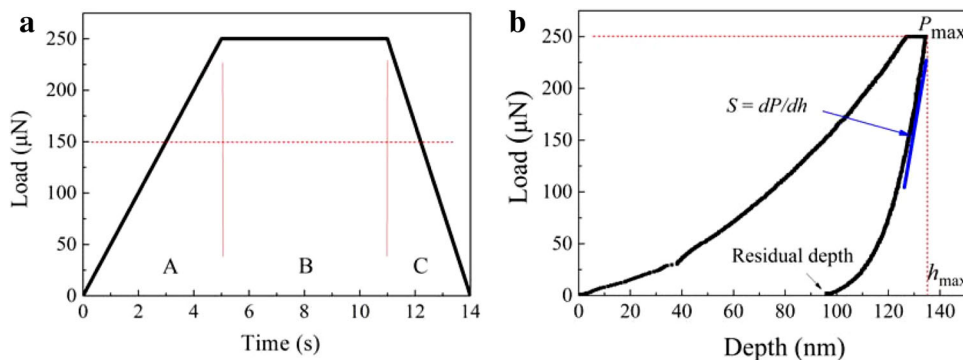 a
250
200
150
100
50
0
Load (μN)
A
B
C
0
2
4
6
8
10
12
14
Time (s)
b
250
200
150
100
50
0
Load (μN)
Pmax
S = dP/dh
Residual depth
hmax
0
20
40
60
80
100
120
140
Depth (nm)